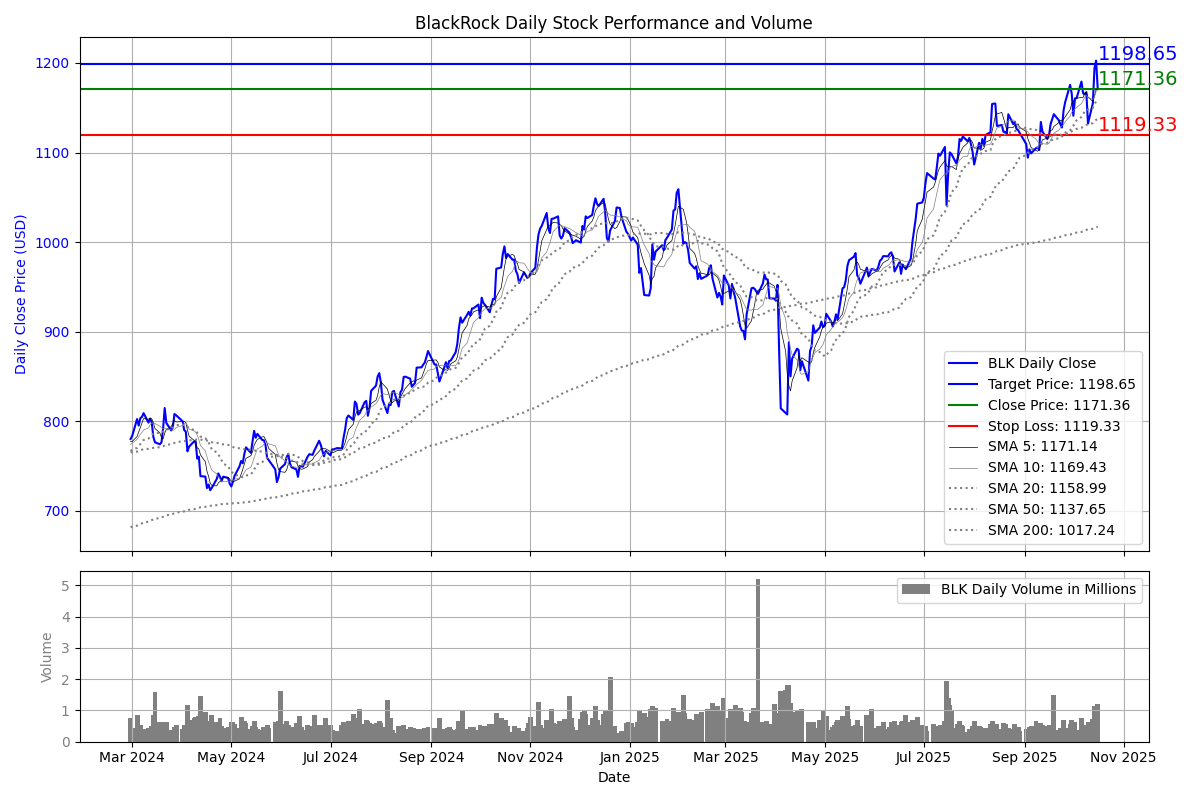 BlackRock Daily Stock Performance and Volume
1200
1100
1000
900
800
700
Daily Close Price (USD)
1198.65
1171.36
1119.33
BLK Daily Close
Target Price: 1198.65
Close Price: 1171.36
Stop Loss: 1119.33
SMA 5: 1171.14
SMA 10: 1169.43
SMA 20: 1158.99
SMA 50: 1137.65
SMA 200: 1017.24
5
4
3
2
1
0
Volume
BLK Daily Volume in Millions
Mar 2024 May 2024 Jul 2024 Sep 2024 Nov 2024 Jan 2025 Mar 2025 May 2025 Jul 2025 Sep 2025 Nov 2025
Date